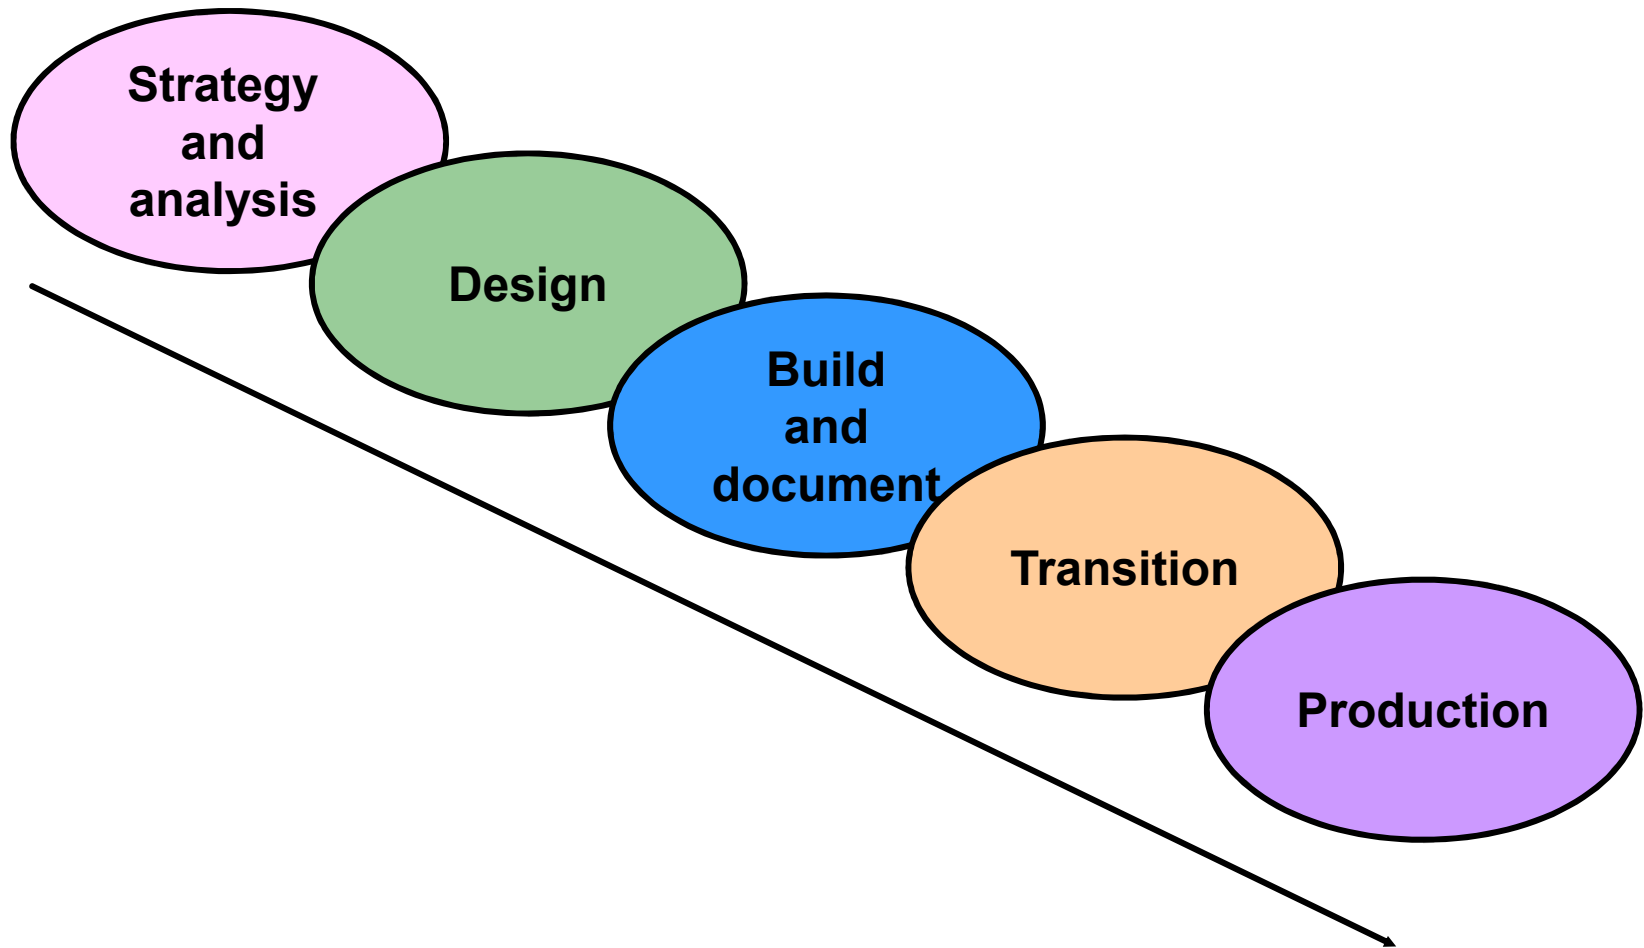 Strategy
and
analysis
Design
Build
and
document
Transition
Production